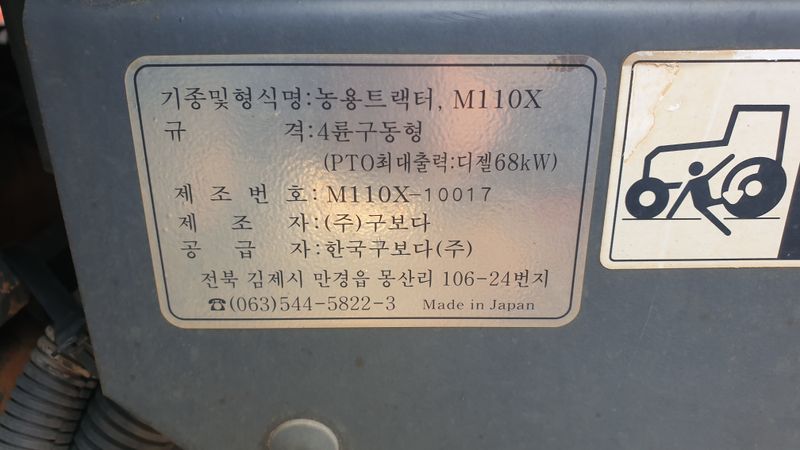 기종및형식명:농용트랙터, M110X
규 격:4륜구동형
(PTO최대출력:디젤68kW)
제 조 번 호: M110X-10017
제 조 자:(주)구보다
공 급 자:한국구보다(주)
전북 김제시 만경읍 몽산리 106-24번지
☎(063)544-5822-3 Made in Japan